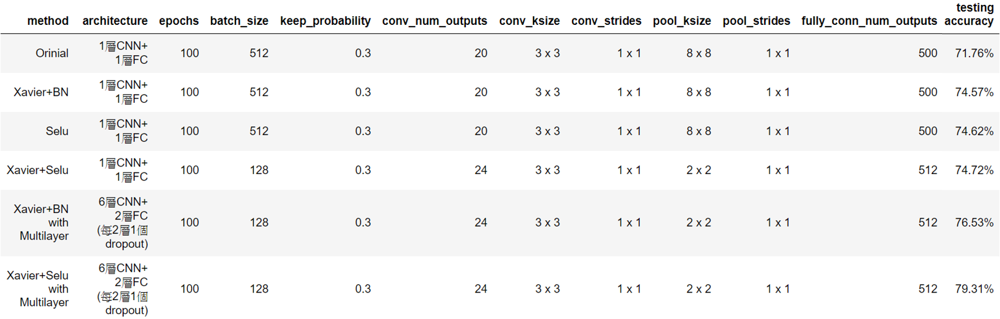 method architecture epochs batch_size keep_probability conv_num_outputs conv_ksize conv_strides pool_ksize pool_strides fully_conn_num_outputs testing accuracy
Orinial 1層CNN+ 1層FC 100 512 0.3 20 3 x 3 1 x 1 8 x 8 1 x 1 500 71.76%
Xavier+BN 1層CNN+ 1層FC 100 512 0.3 20 3 x 3 1 x 1 8 x 8 1 x 1 500 74.57%
Selu 1層CNN+ 1層FC 100 512 0.3 20 3 x 3 1 x 1 8 x 8 1 x 1 500 74.62%
Xavier+Selu 1層CNN+ 1層FC 100 128 0.3 24 3 x 3 1 x 1 2 x 2 1 x 1 512 74.72%
Xavier+BN with Multilayer 6層CNN+ 2層FC (每2層1個 dropout) 100 128 0.3 24 3 x 3 1 x 1 2 x 2 1 x 1 512 76.53%
Xavier+Selu with Multilayer 6層CNN+ 2層FC (每2層1個 dropout) 100 128 0.3 24 3 x 3 1 x 1 2 x 2 1 x 1 512 79.31%